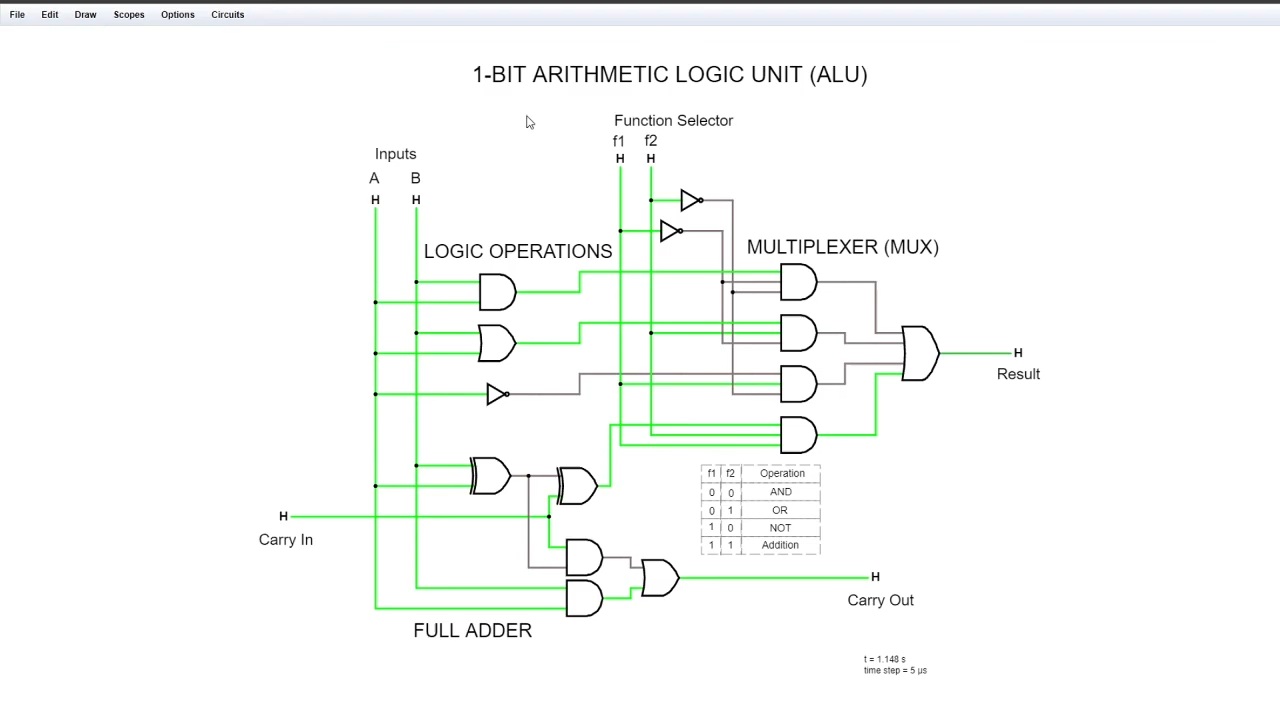 File Edit Draw Scopes Options Circuits
1-BIT ARITHMETIC LOGIC UNIT (ALU)
Function Selector
f1 f2
H H
Inputs
A B
H H
LOGIC OPERATIONS
MULTIPLEXER (MUX)
H
Result
f1 f2 Operation
0 0 AND
0 1 OR
1 0 NOT
1 1 Addition
H
Carry In
H
Carry Out
FULL ADDER
t = 1.148 s
time step = 5 μs